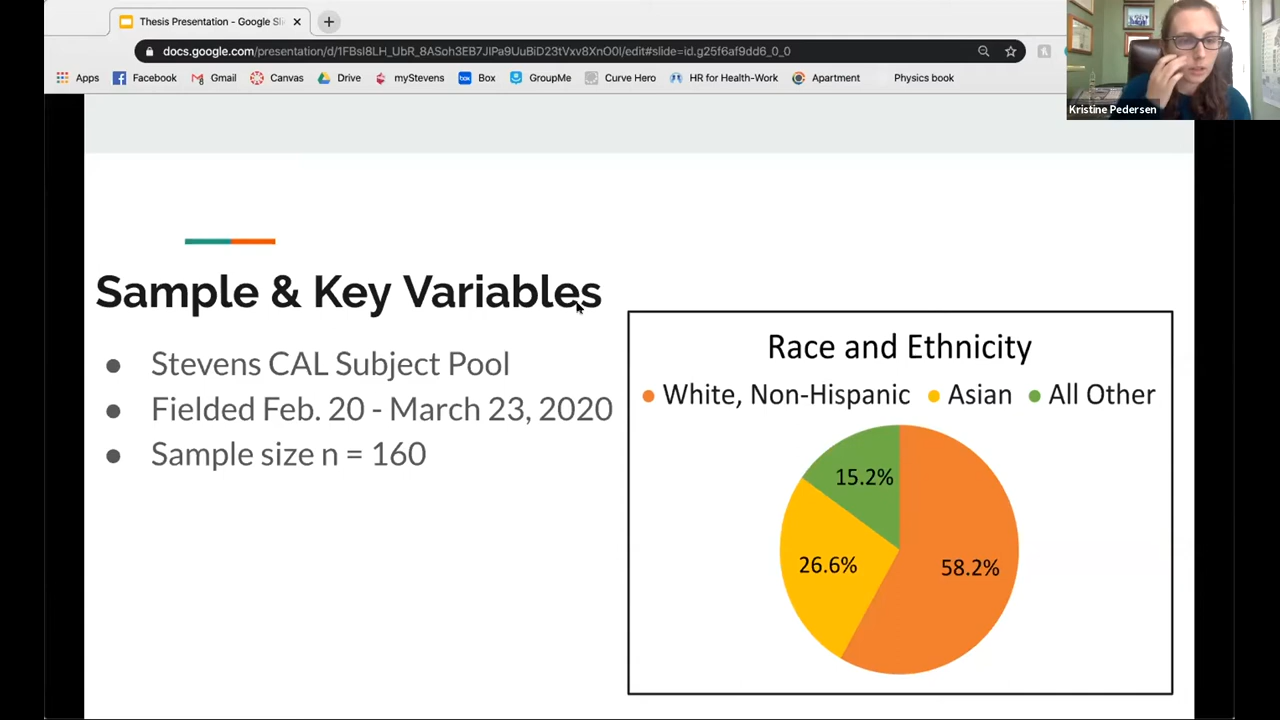 Thesis Presentation - Google Sli
docs.google.com/presentation/d/1FBsI8LH_UbR_8ASoh3EB7JlPa9UuBiD23tVxv8XnO0I/edit#slide=id.g25f6af9dd6_0_0
Apps Facebook Gmail Canvas Drive myStevens box Box GroupMe Curve Hero HR for Health-Work Apartment Physics book
Kristine Pedersen
Sample & Key Variables
● Stevens CAL Subject Pool
● Fielded Feb. 20 - March 23, 2020
● Sample size n = 160
Race and Ethnicity
White, Non-Hispanic Asian All Other
15.2%
26.6%
58.2%